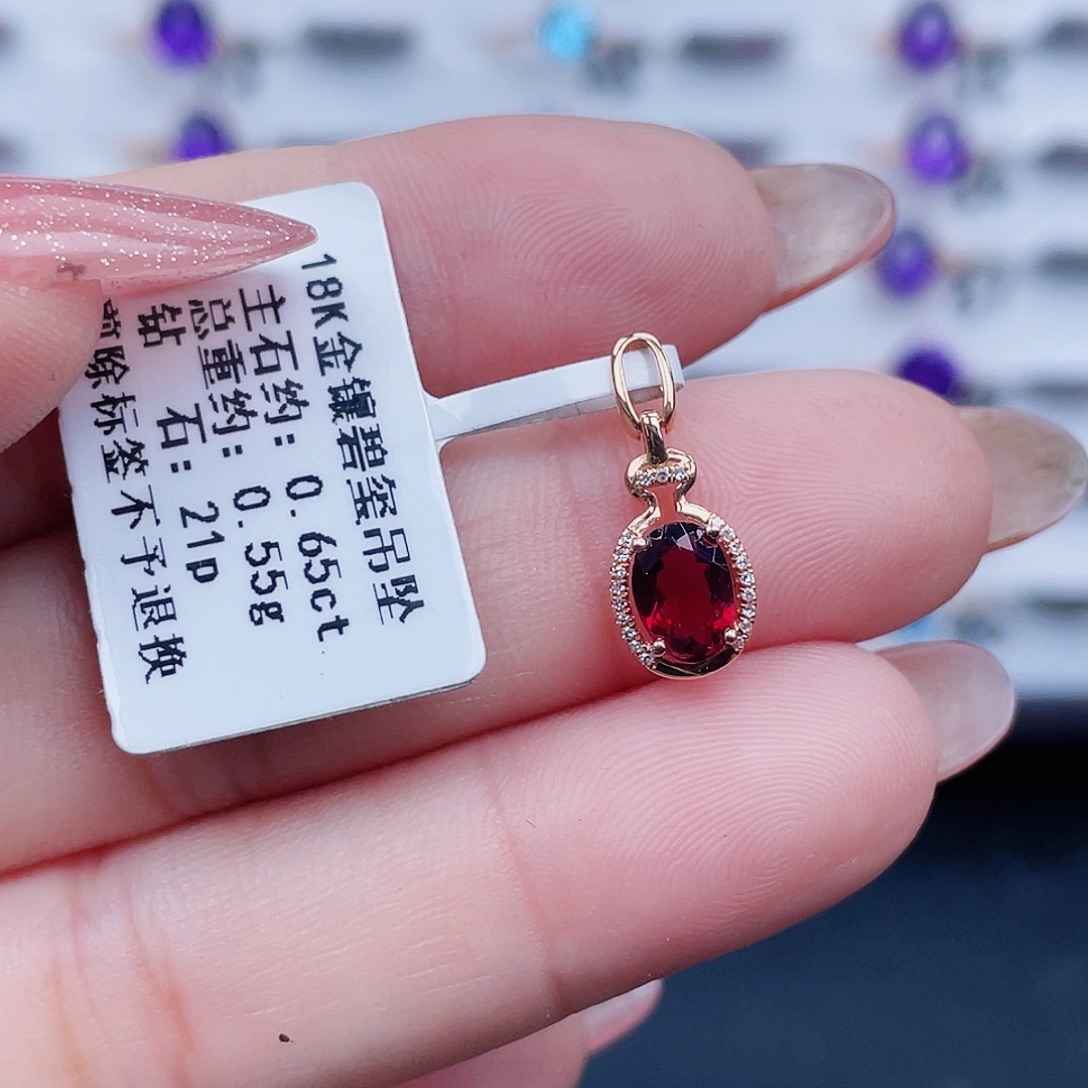 18K金镶碧玺吊坠
主石约: 0.65ct
总重约: 0.55g
钻 石: 21p
剪除标签不予退换